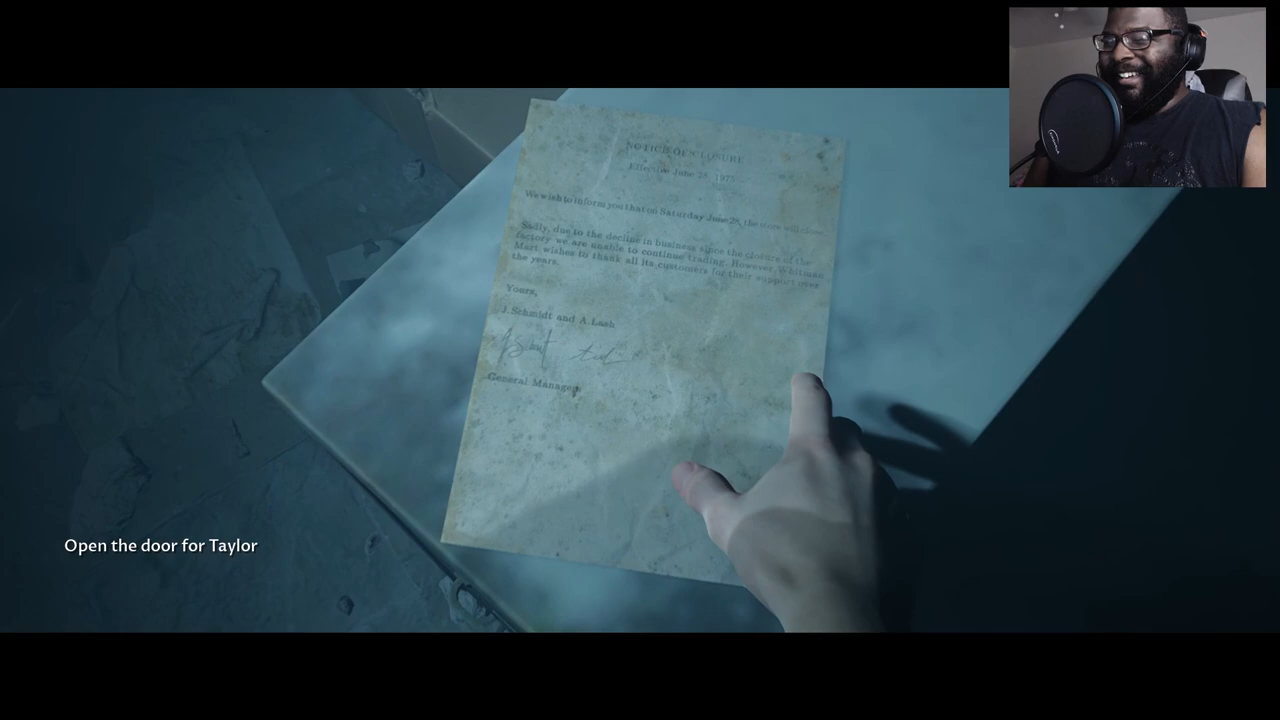 NOTICE OF CLOSURE
Effective June 28, 1975
We wish to inform you that on Saturday June 28, the store will close
Sadly, due to the decline in business since the closure of the
factory we are unable to continue trading. However, Whitman
Mart wishes to thank all its customers for their support over
the years.
Yours,
J.Schmidt and A.Lash
General Managers
Open the door for Taylor